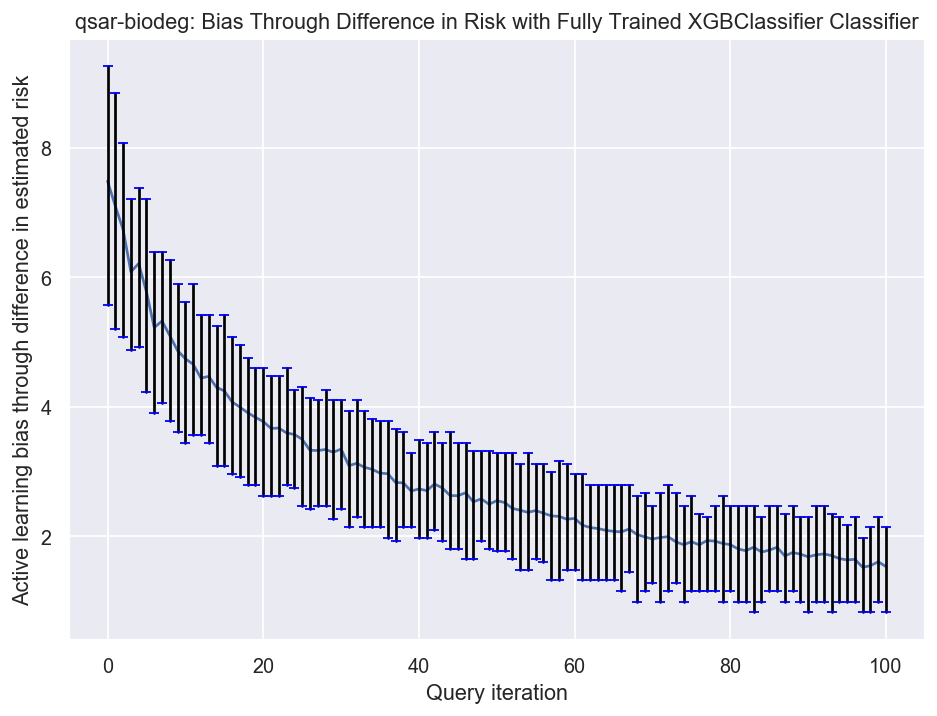 qsar-biodeg: Bias Through Difference in Risk with Fully Trained XGBClassifier Classifier
Active learning bias through difference in estimated risk
8
6
4
2
0 20 40 60 80 100
Query iteration